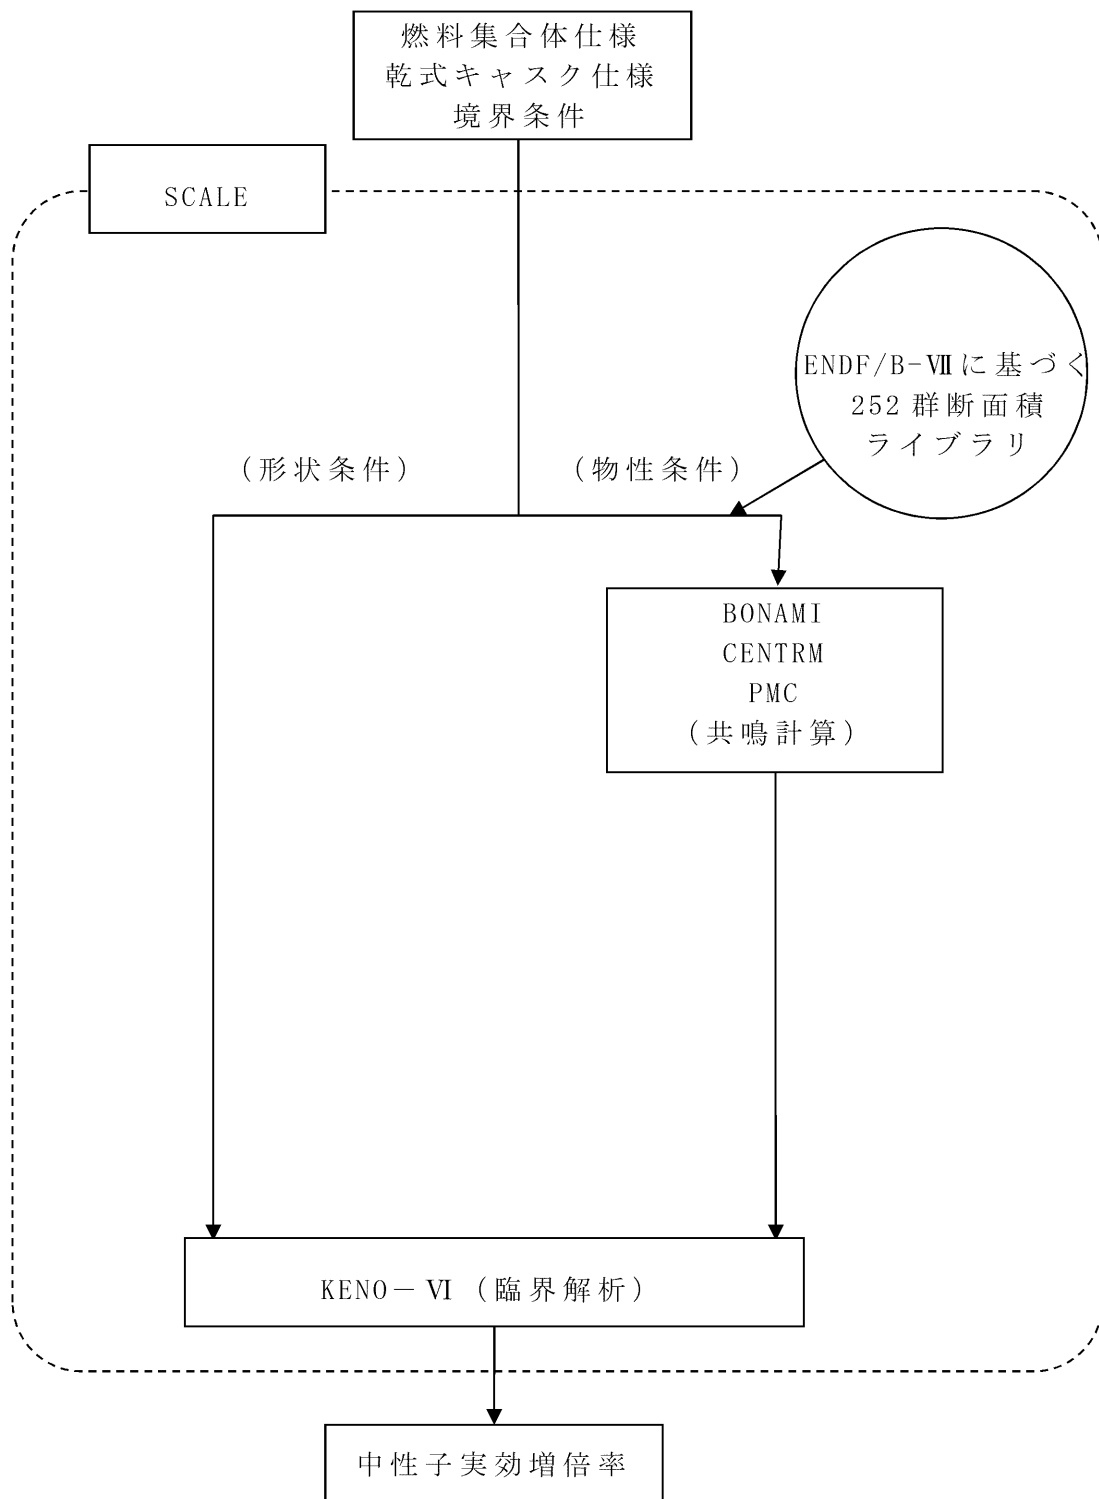 燃料集合体仕様
乾式キャスク仕様
境界条件
SCALE
ENDF/B-Ⅶに基づく
252群断面積
ライブラリ
(形状条件)
(物性条件)
BONAMI
CENTRM
PMC
(共鳴計算)
KENO－Ⅵ (臨界解析)
中性子実効増倍率